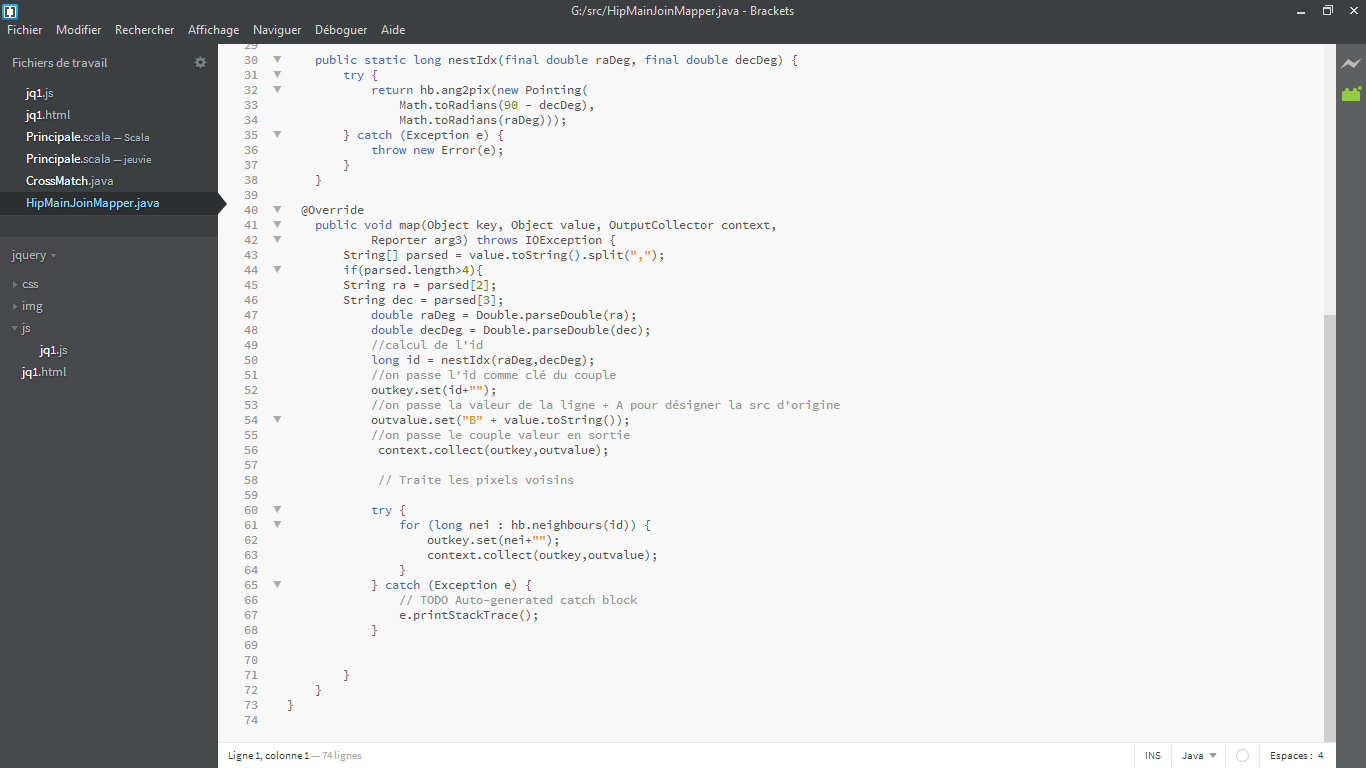 G:/src/HipMainJoinMapper.java - Brackets
Fichier Modifier Rechercher Affichage Naviguer Déboguer Aide
Fichiers de travail
jq1.js
jq1.html
Principale.scala — Scala
Principale.scala — jeuvie
CrossMatch.java
HipMainJoinMapper.java
jquery
css
img
js
jq1.js
jq1.html
29
30 public static long nestIdx(final double raDeg, final double decDeg) {
31 try {
32 return hb.ang2pix(new Pointing(
33 Math.toRadians(90 - decDeg),
34 Math.toRadians(raDeg)));
35 } catch (Exception e) {
36 throw new Error(e);
37 }
38 }
39
40 @Override
41 public void map(Object key, Object value, OutputCollector context,
42 Reporter arg3) throws IOException {
43 String[] parsed = value.toString().split(",");
44 if(parsed.length>4){
45 String ra = parsed[2];
46 String dec = parsed[3];
47 double raDeg = Double.parseDouble(ra);
48 double decDeg = Double.parseDouble(dec);
49 //calcul de l'id
50 long id = nestIdx(raDeg,decDeg);
51 //on passe l'id comme clé du couple
52 outkey.set(id+"");
53 //on passe la valeur de la ligne + A pour désigner la src d'origine
54 outvalue.set("B" + value.toString());
55 //on passe le couple valeur en sortie
56 context.collect(outkey,outvalue);
57
58 // Traite les pixels voisins
59
60 try {
61 for (long nei : hb.neighbours(id)) {
62 outkey.set(nei+"");
63 context.collect(outkey,outvalue);
64 }
65 } catch (Exception e) {
66 // TODO Auto-generated catch block
67 e.printStackTrace();
68 }
69
70
71 }
72 }
73 }
74
Ligne 1, colonne 1 — 74 lignes
INS Java Espaces : 4